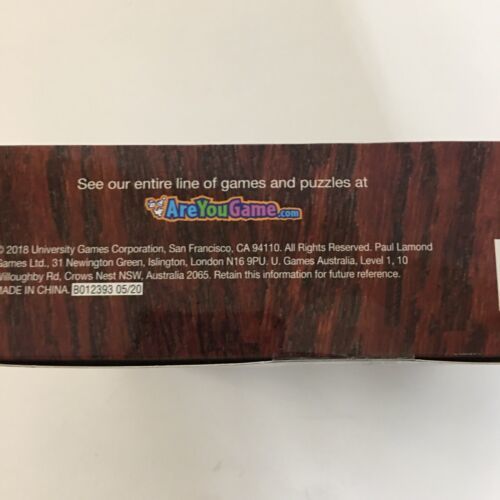 See our entire line of games and puzzles at
AreYouGame.com
© 2018 University Games Corporation, San Francisco, CA 94110. All Rights Reserved. Paul Lamond
Games Ltd., 31 Newington Green, Islington, London N16 9PU. U. Games Australia, Level 1, 10
Willoughby Rd, Crows Nest NSW, Australia 2065. Retain this information for future reference.
MADE IN CHINA. B012393 05/20